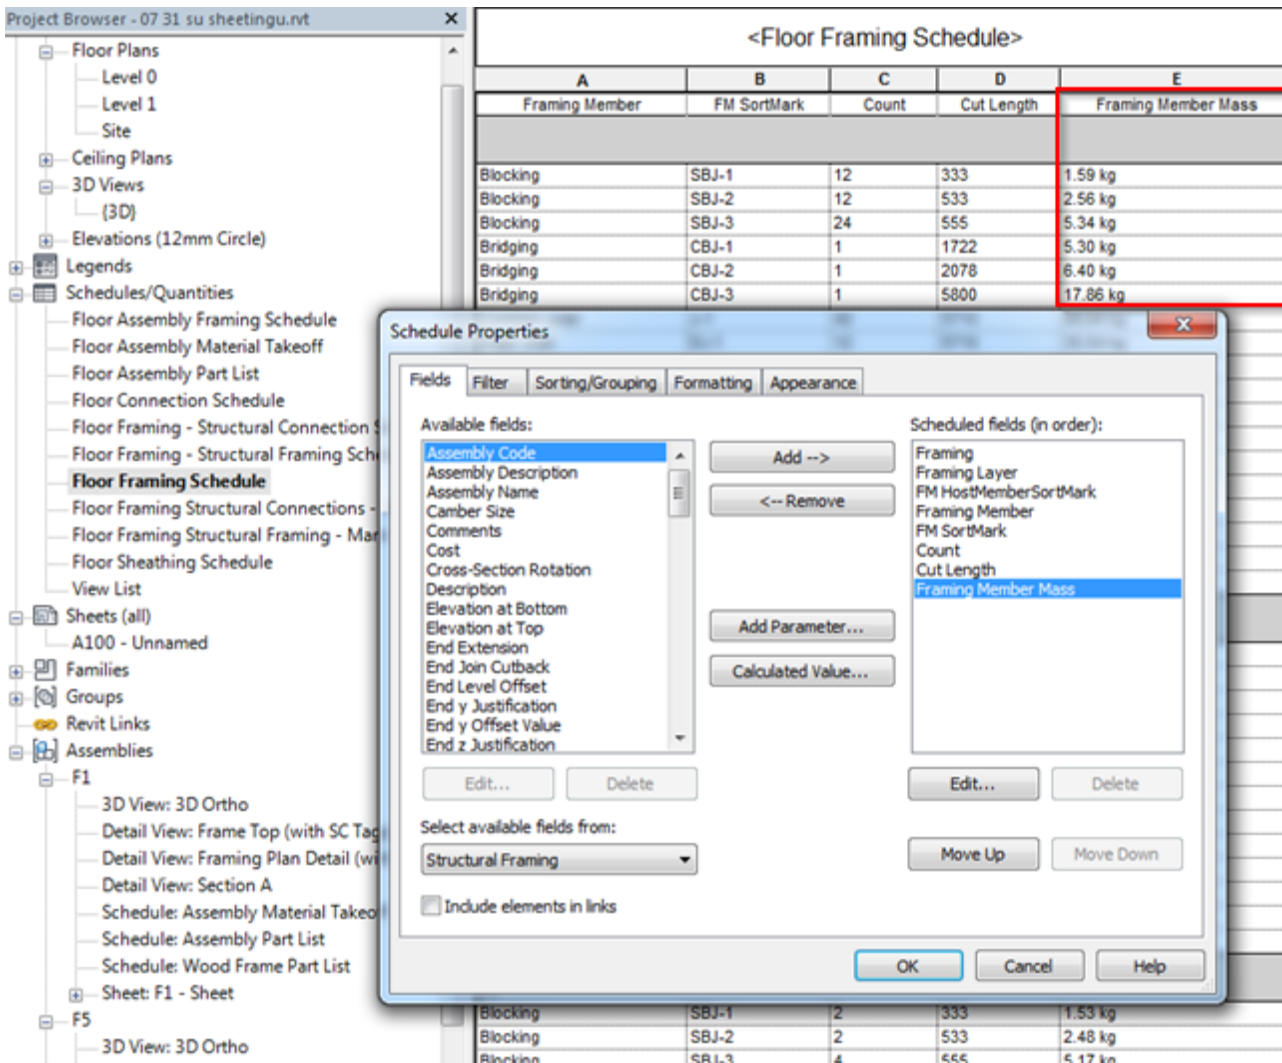 Project Browser - 07 31 su sheetingu.rvt
Floor Plans
Level 0
Level 1
Site
Ceiling Plans
3D Views
{3D}
Elevations (12mm Circle)
Legends
Schedules/Quantities
Floor Assembly Framing Schedule
Floor Assembly Material Takeoff
Floor Assembly Part List
Floor Connection Schedule
Floor Framing - Structural Connection S
Floor Framing - Structural Framing Sche
Floor Framing Schedule
Floor Framing Structural Connections -
Floor Framing Structural Framing - Mar
Floor Sheathing Schedule
View List
Sheets (all)
A100 - Unnamed
Families
Groups
Revit Links
Assemblies
F1
3D View: 3D Ortho
Detail View: Frame Top (with SC Tag
Detail View: Framing Plan Detail (wi
Detail View: Section A
Schedule: Assembly Material Takeo
Schedule: Assembly Part List
Schedule: Wood Frame Part List
Sheet: F1 - Sheet
F5
3D View: 3D Ortho
<Floor Framing Schedule>
A B C D E
Framing Member FM SortMark Count Cut Length Framing Member Mass
Blocking SBJ-1 12 333 1.59 kg
Blocking SBJ-2 12 533 2.56 kg
Blocking SBJ-3 24 555 5.34 kg
Bridging CBJ-1 1 1722 5.30 kg
Bridging CBJ-2 1 2078 6.40 kg
Bridging CBJ-3 1 5800 17.86 kg
Schedule Properties
Fields Filter Sorting/Grouping Formatting Appearance
Available fields:
Assembly Code
Assembly Description
Assembly Name
Camber Size
Comments
Cost
Cross-Section Rotation
Description
Elevation at Bottom
Elevation at Top
End Extension
End Join Cutback
End Level Offset
End y Justification
End y Offset Value
End z Justification
Edit... Delete
Select available fields from:
Structural Framing
Include elements in links
Add -->
<-- Remove
Add Parameter...
Calculated Value...
Scheduled fields (in order):
Framing
Framing Layer
FM HostMemberSortMark
Framing Member
FM SortMark
Count
Cut Length
Framing Member Mass
Edit... Delete
Move Up Move Down
OK Cancel Help
Blocking SBJ-1 2 333 1.53 kg
Blocking SBJ-2 2 533 2.48 kg
Blocking SBJ-3 4 555 5.17 kg